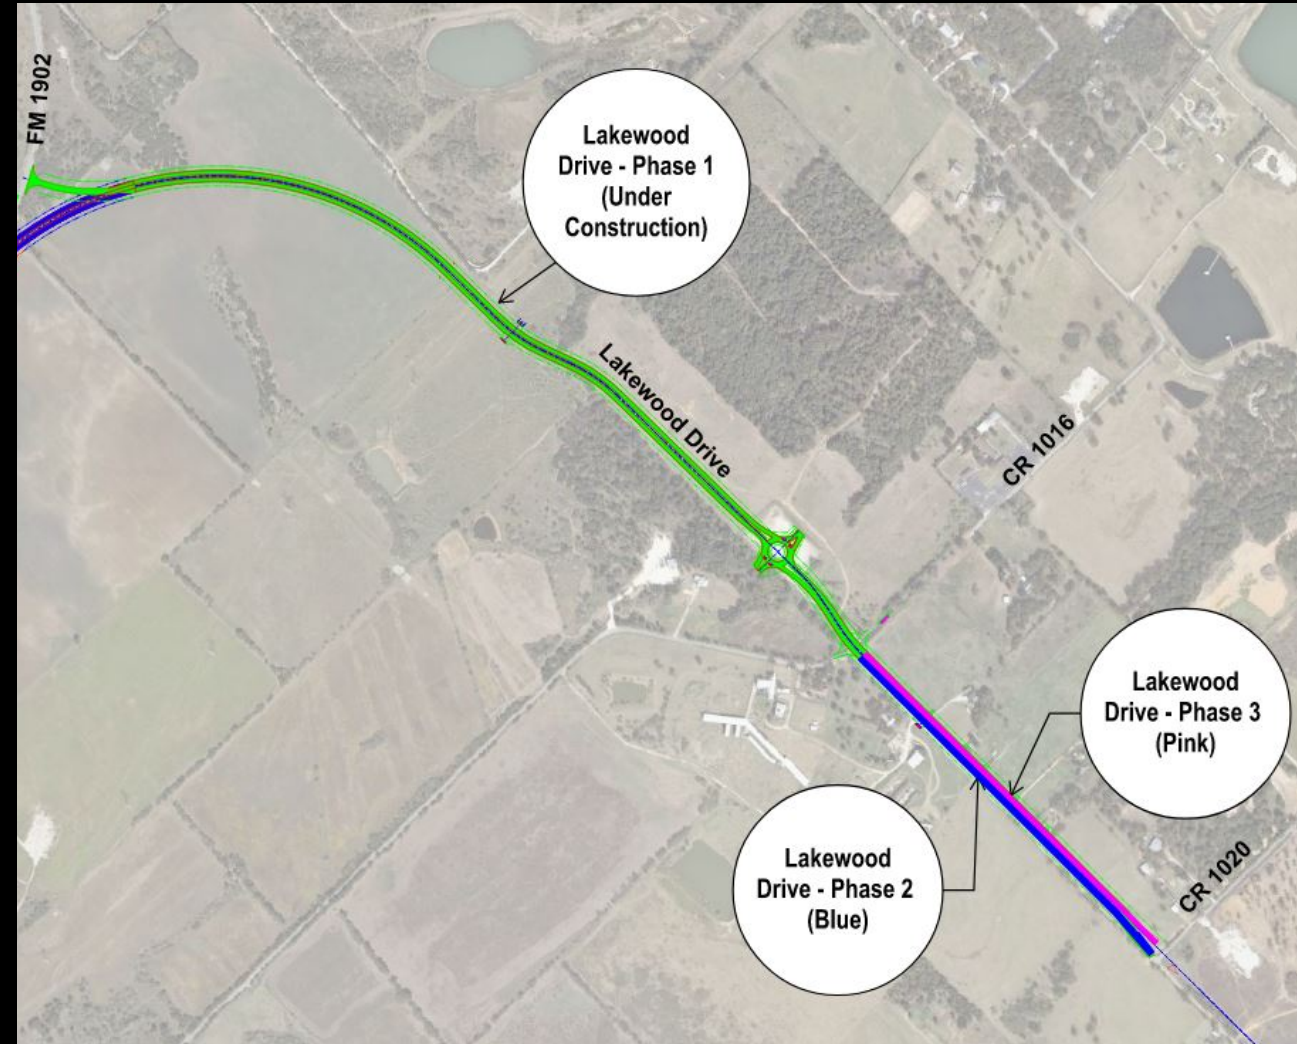 FM 1902
Lakewood
Drive - Phase 1
(Under
Construction)
Lakewood Drive
CR 1016
Lakewood
Drive - Phase 3
(Pink)
Lakewood
Drive - Phase 2
(Blue)
CR 1020